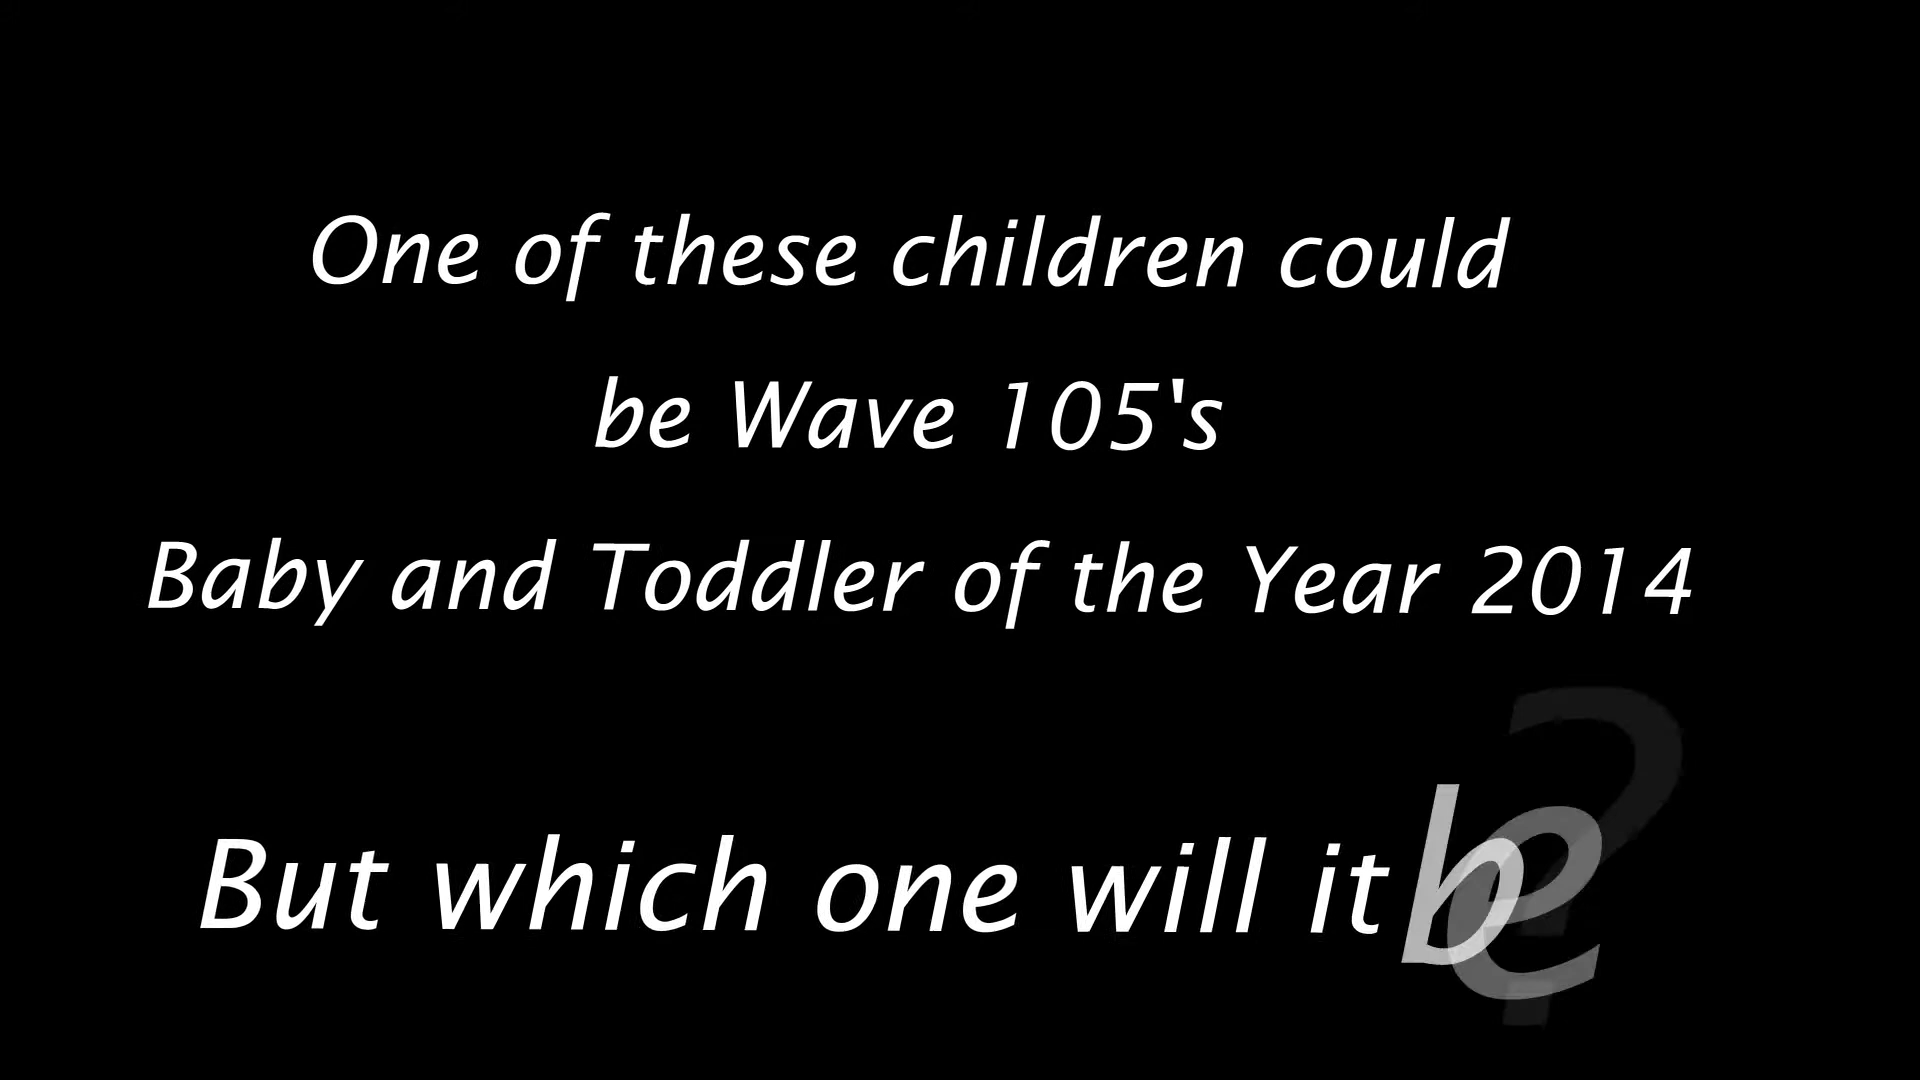 One of these children could
be Wave 105's
Baby and Toddler of the Year 2014
But which one will it be?